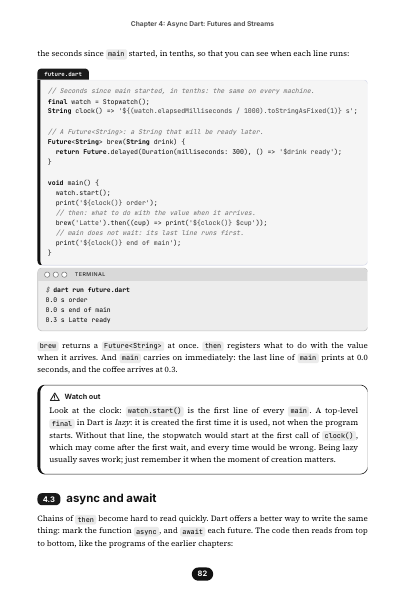 Chapter 4: Async Dart: Futures and Streams
the seconds since main started, in tenths, so that you can see when each line runs:
future.dart
// Seconds since main started, in tenths: the same on every machine.
final watch = Stopwatch();
String clock() => '${(watch.elapsedMilliseconds / 1000).toStringAsFixed(1)} s';
// A Future<String>: a String that will be ready later.
Future<String> brew(String drink) {
  return Future.delayed(Duration(milliseconds: 300), () => '$drink ready');
}
void main() {
  watch.start();
  print('${clock()} order');
  // then: what to do with the value when it arrives.
  brew('Latte').then((cup) => print('${clock()} $cup'));
  // main does not wait: its last line runs first.
  print('${clock()} end of main');
}
TERMINAL
$ dart run future.dart
0.0 s order
0.0 s end of main
0.3 s Latte ready
brew returns a Future<String> at once. then registers what to do with the value
when it arrives. And main carries on immediately: the last line of main prints at 0.0
seconds, and the coffee arrives at 0.3.
Watch out
Look at the clock: watch.start() is the first line of every main. A top-level
final in Dart is lazy: it is created the first time it is used, not when the program
starts. Without that line, the stopwatch would start at the first call of clock(),
which may come after the first wait, and every time would be wrong. Being lazy
usually saves work; just remember it when the moment of creation matters.
4.3 async and await
Chains of then become hard to read quickly. Dart offers a better way to write the same
thing: mark the function async, and await each future. The code then reads from top
to bottom, like the programs of the earlier chapters:
82